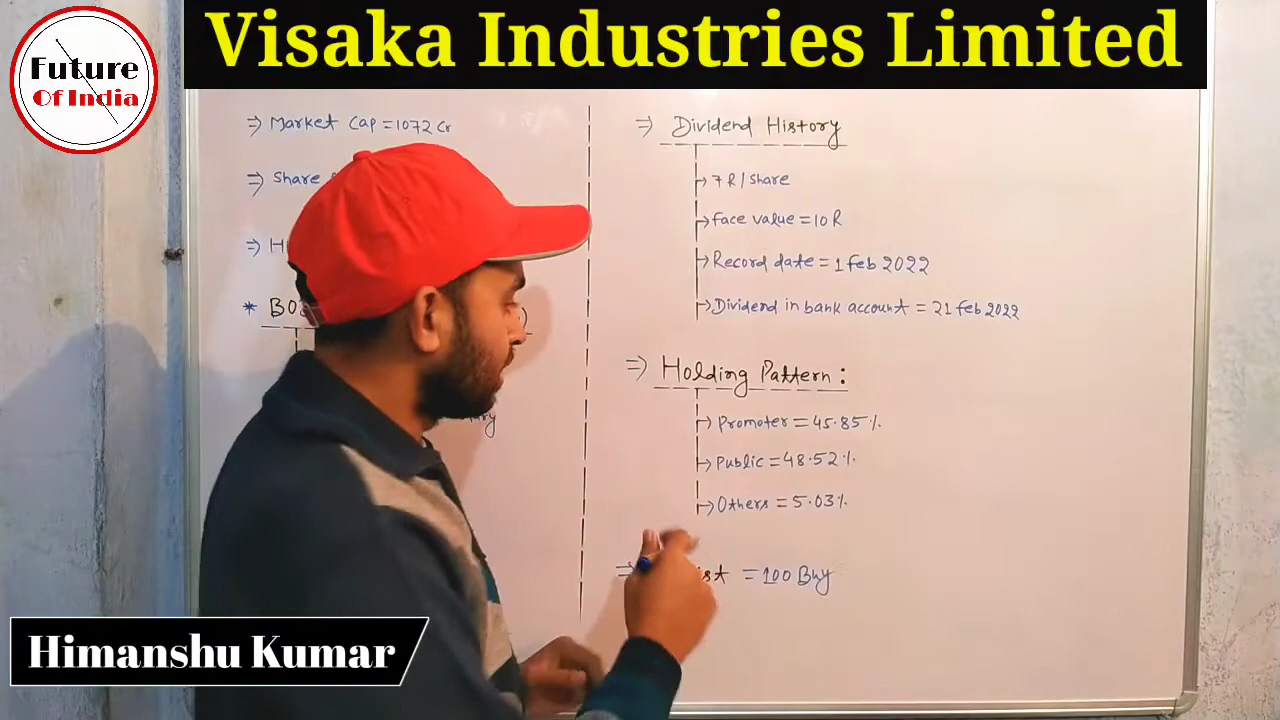 Visaka Industries Limited
Future
Of India
⇒ Market Cap = 1072 Cr
⇒ Share
⇒ Dividend History
7 R / Share
Face value = 10 R
Record date = 1 Feb 2022
Dividend in bank account = 21 Feb 2022
⇒ Holding Pattern:
Promoter = 45.85%
Public = 48.52%
Others = 5.03%
= 100 Buy
Himanshu Kumar